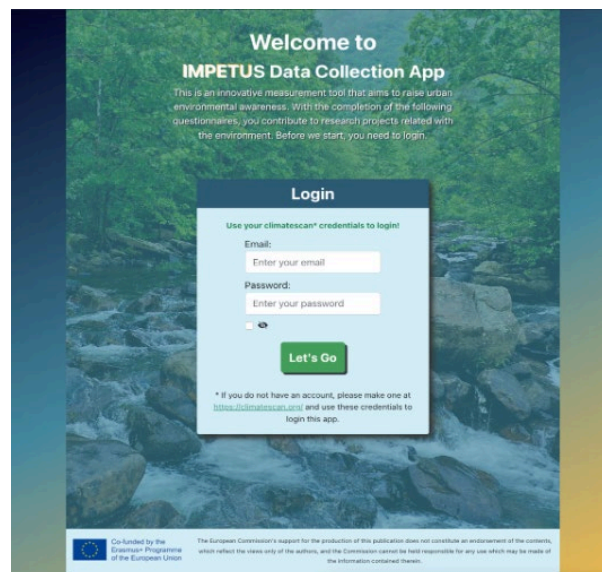 Welcome to
IMPETUS Data Collection App
This is an innovative measurement tool that aims to raise urban
environmental awareness. With the completion of the following
questionnaires, you contribute to research projects related with
the environment. Before we start, you need to login.
Login
Use your climatescan* credentials to login!
Email:
Enter your email
Password:
Enter your password
Let's Go
* If you do not have an account, please make one at
https://climatescan.org/ and use these credentials to
login this app.
Co-funded by the
Erasmus+ Programme
of the European Union
The European Commission's support for the production of this publication does not constitute an endorsement of the contents,
which reflect the views only of the authors, and the Commission cannot be held responsible for any use which may be made of
the information contained therein.